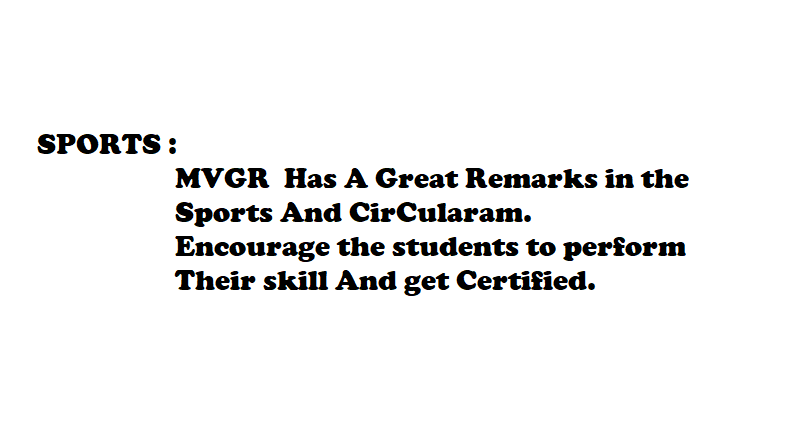 SPORTS :
MVGR  Has A Great Remarks in the
Sports And CirCularam.
Encourage the students to perform
Their skill And get Certified.